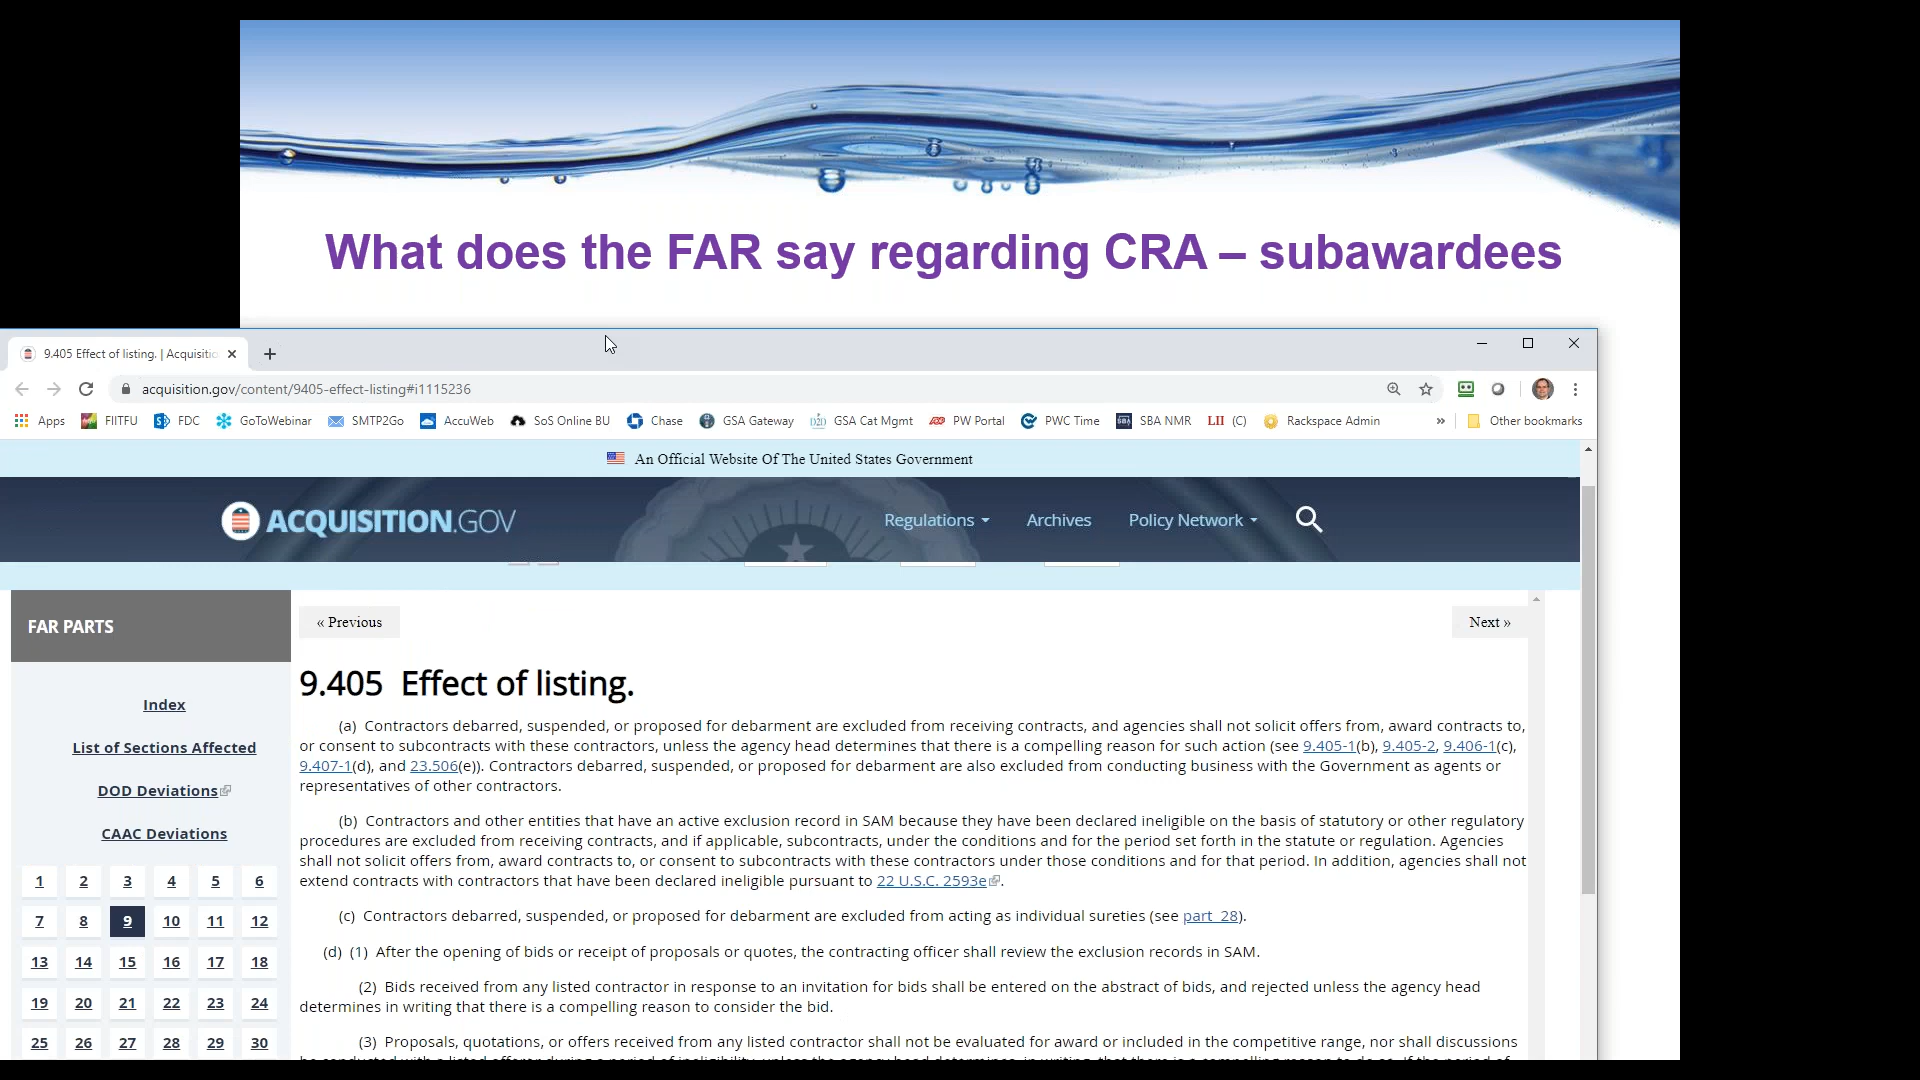 What does the FAR say regarding CRA – subawardees
9.405 Effect of listing. | Acquisitio
acquisition.gov/content/9405-effect-listing#i1115236
Apps FIITFU FDC GoToWebinar SMTP2Go AccuWeb SoS Online BU Chase GSA Gateway GSA Cat Mgmt PW Portal PWC Time SBA NMR LII (C) Rackspace Admin » Other bookmarks
An Official Website Of The United States Government
ACQUISITION.GOV Regulations Archives Policy Network
FAR PARTS
Index
List of Sections Affected
DOD Deviations
CAAC Deviations
1 2 3 4 5 6
7 8 9 10 11 12
13 14 15 16 17 18
19 20 21 22 23 24
25 26 27 28 29 30
« Previous Next »
9.405 Effect of listing.
(a) Contractors debarred, suspended, or proposed for debarment are excluded from receiving contracts, and agencies shall not solicit offers from, award contracts to,
or consent to subcontracts with these contractors, unless the agency head determines that there is a compelling reason for such action (see 9.405-1(b), 9.405-2, 9.406-1(c),
9.407-1(d), and 23.506(e)). Contractors debarred, suspended, or proposed for debarment are also excluded from conducting business with the Government as agents or
representatives of other contractors.
(b) Contractors and other entities that have an active exclusion record in SAM because they have been declared ineligible on the basis of statutory or other regulatory
procedures are excluded from receiving contracts, and if applicable, subcontracts, under the conditions and for the period set forth in the statute or regulation. Agencies
shall not solicit offers from, award contracts to, or consent to subcontracts with these contractors under those conditions and for that period. In addition, agencies shall not
extend contracts with contractors that have been declared ineligible pursuant to 22 U.S.C. 2593e.
(c) Contractors debarred, suspended, or proposed for debarment are excluded from acting as individual sureties (see part 28).
(d) (1) After the opening of bids or receipt of proposals or quotes, the contracting officer shall review the exclusion records in SAM.
(2) Bids received from any listed contractor in response to an invitation for bids shall be entered on the abstract of bids, and rejected unless the agency head
determines in writing that there is a compelling reason to consider the bid.
(3) Proposals, quotations, or offers received from any listed contractor shall not be evaluated for award or included in the competitive range, nor shall discussions